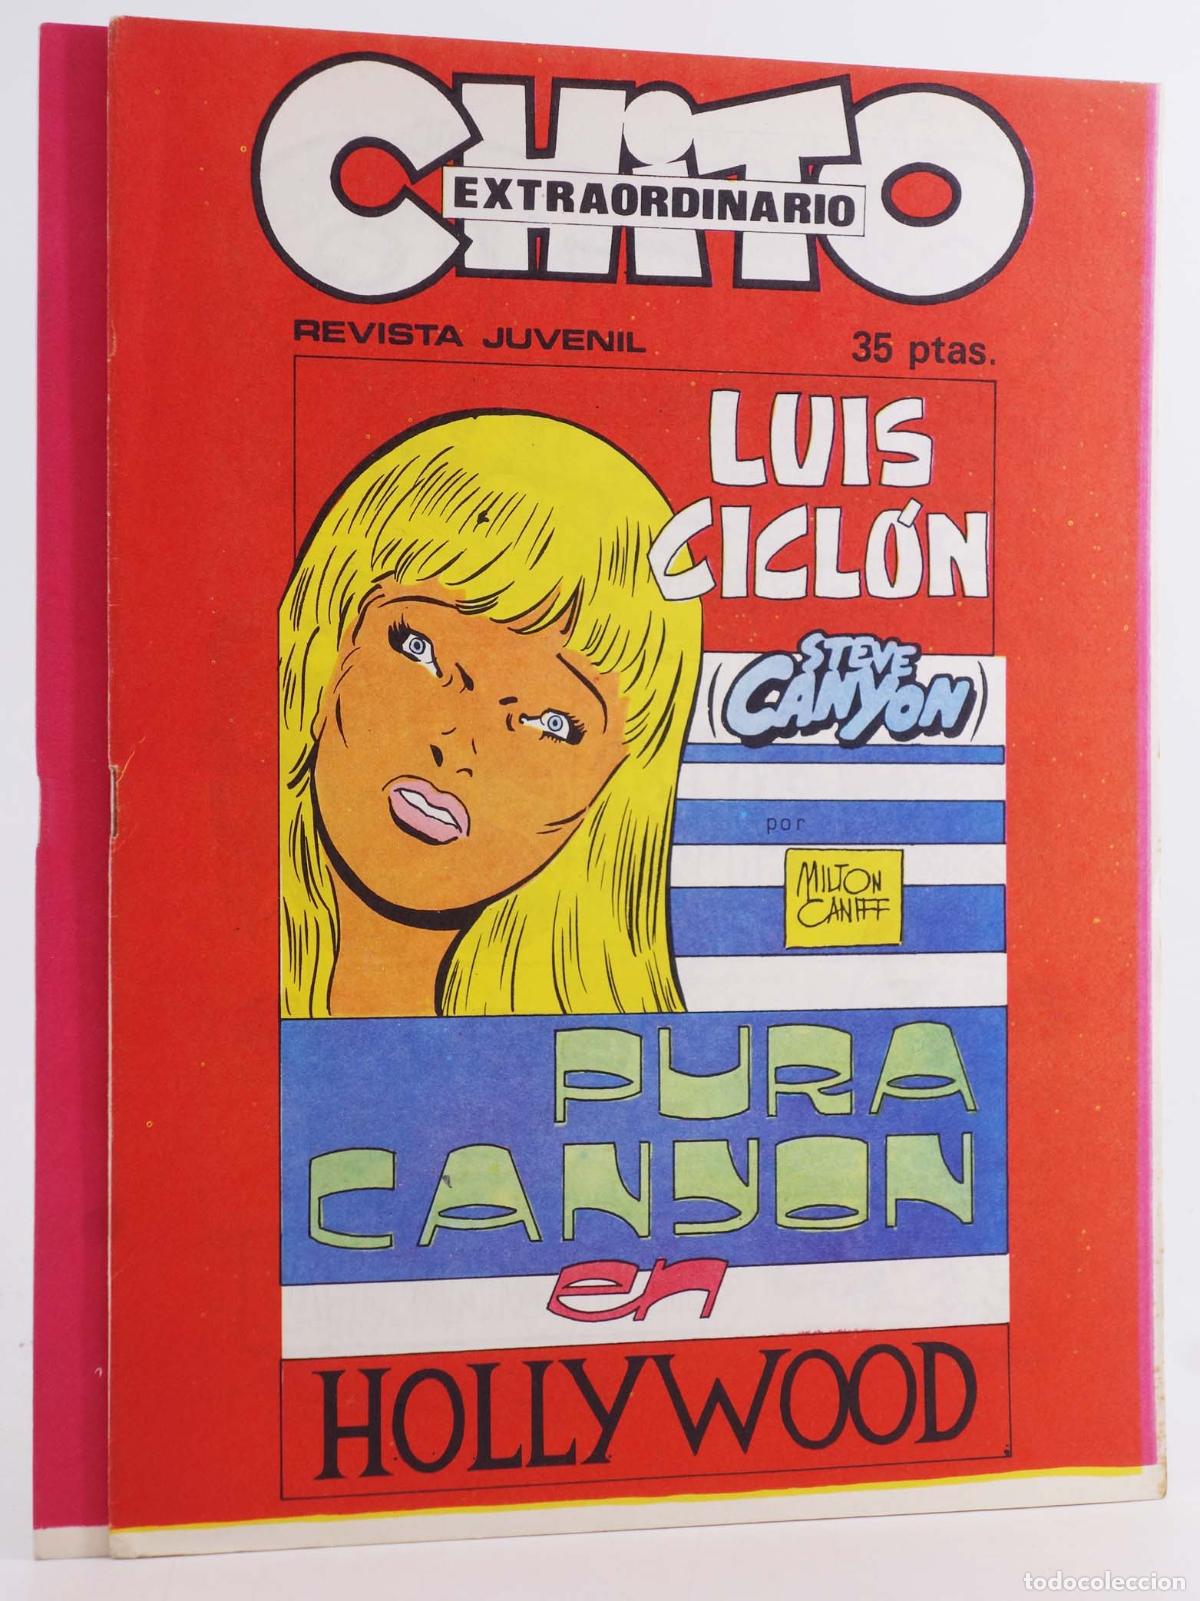 CHiTO
EXTRAORDINARIO
REVISTA JUVENIL
35 ptas.
LUIS
CICLÓN
(STEVE
CANYON)
por
MILTON
CANIFF
PURA
CANYON
en
HOLLYWOOD
todocoleccion